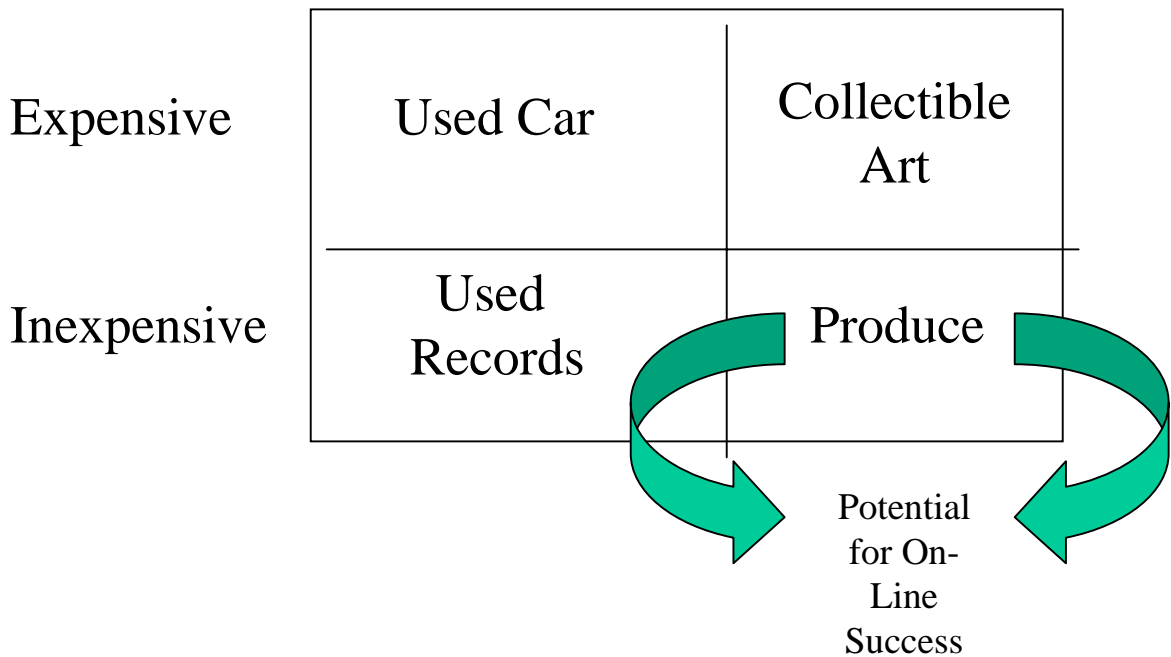 Expensive
Used Car
Collectible
Art
Inexpensive
Used
Records
Produce
Potential
for On-
Line
Success